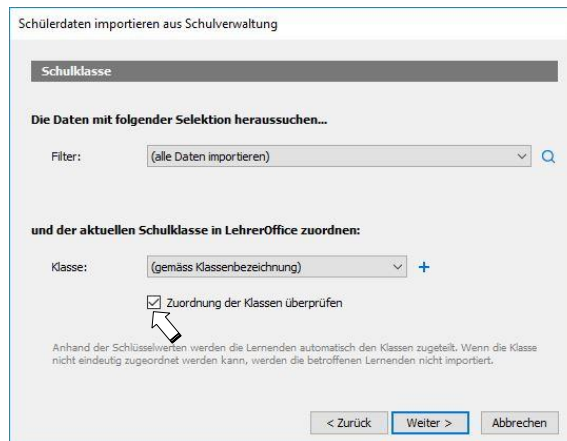 Schülerdaten importieren aus Schulverwaltung
Schulklasse
Die Daten mit folgender Selektion heraussuchen...
Filter: (alle Daten importieren)
und der aktuellen Schulklasse in LehrerOffice zuordnen:
Klasse: (gemäss Klassenbezeichnung)
Zuordnung der Klassen überprüfen
Anhand der Schlüsselwerten werden die Lernenden automatisch den Klassen zugeteilt. Wenn die Klasse
nicht eindeutig zugeordnet werden kann, werden die betroffenen Lernenden nicht importiert.
< Zurück Weiter > Abbrechen